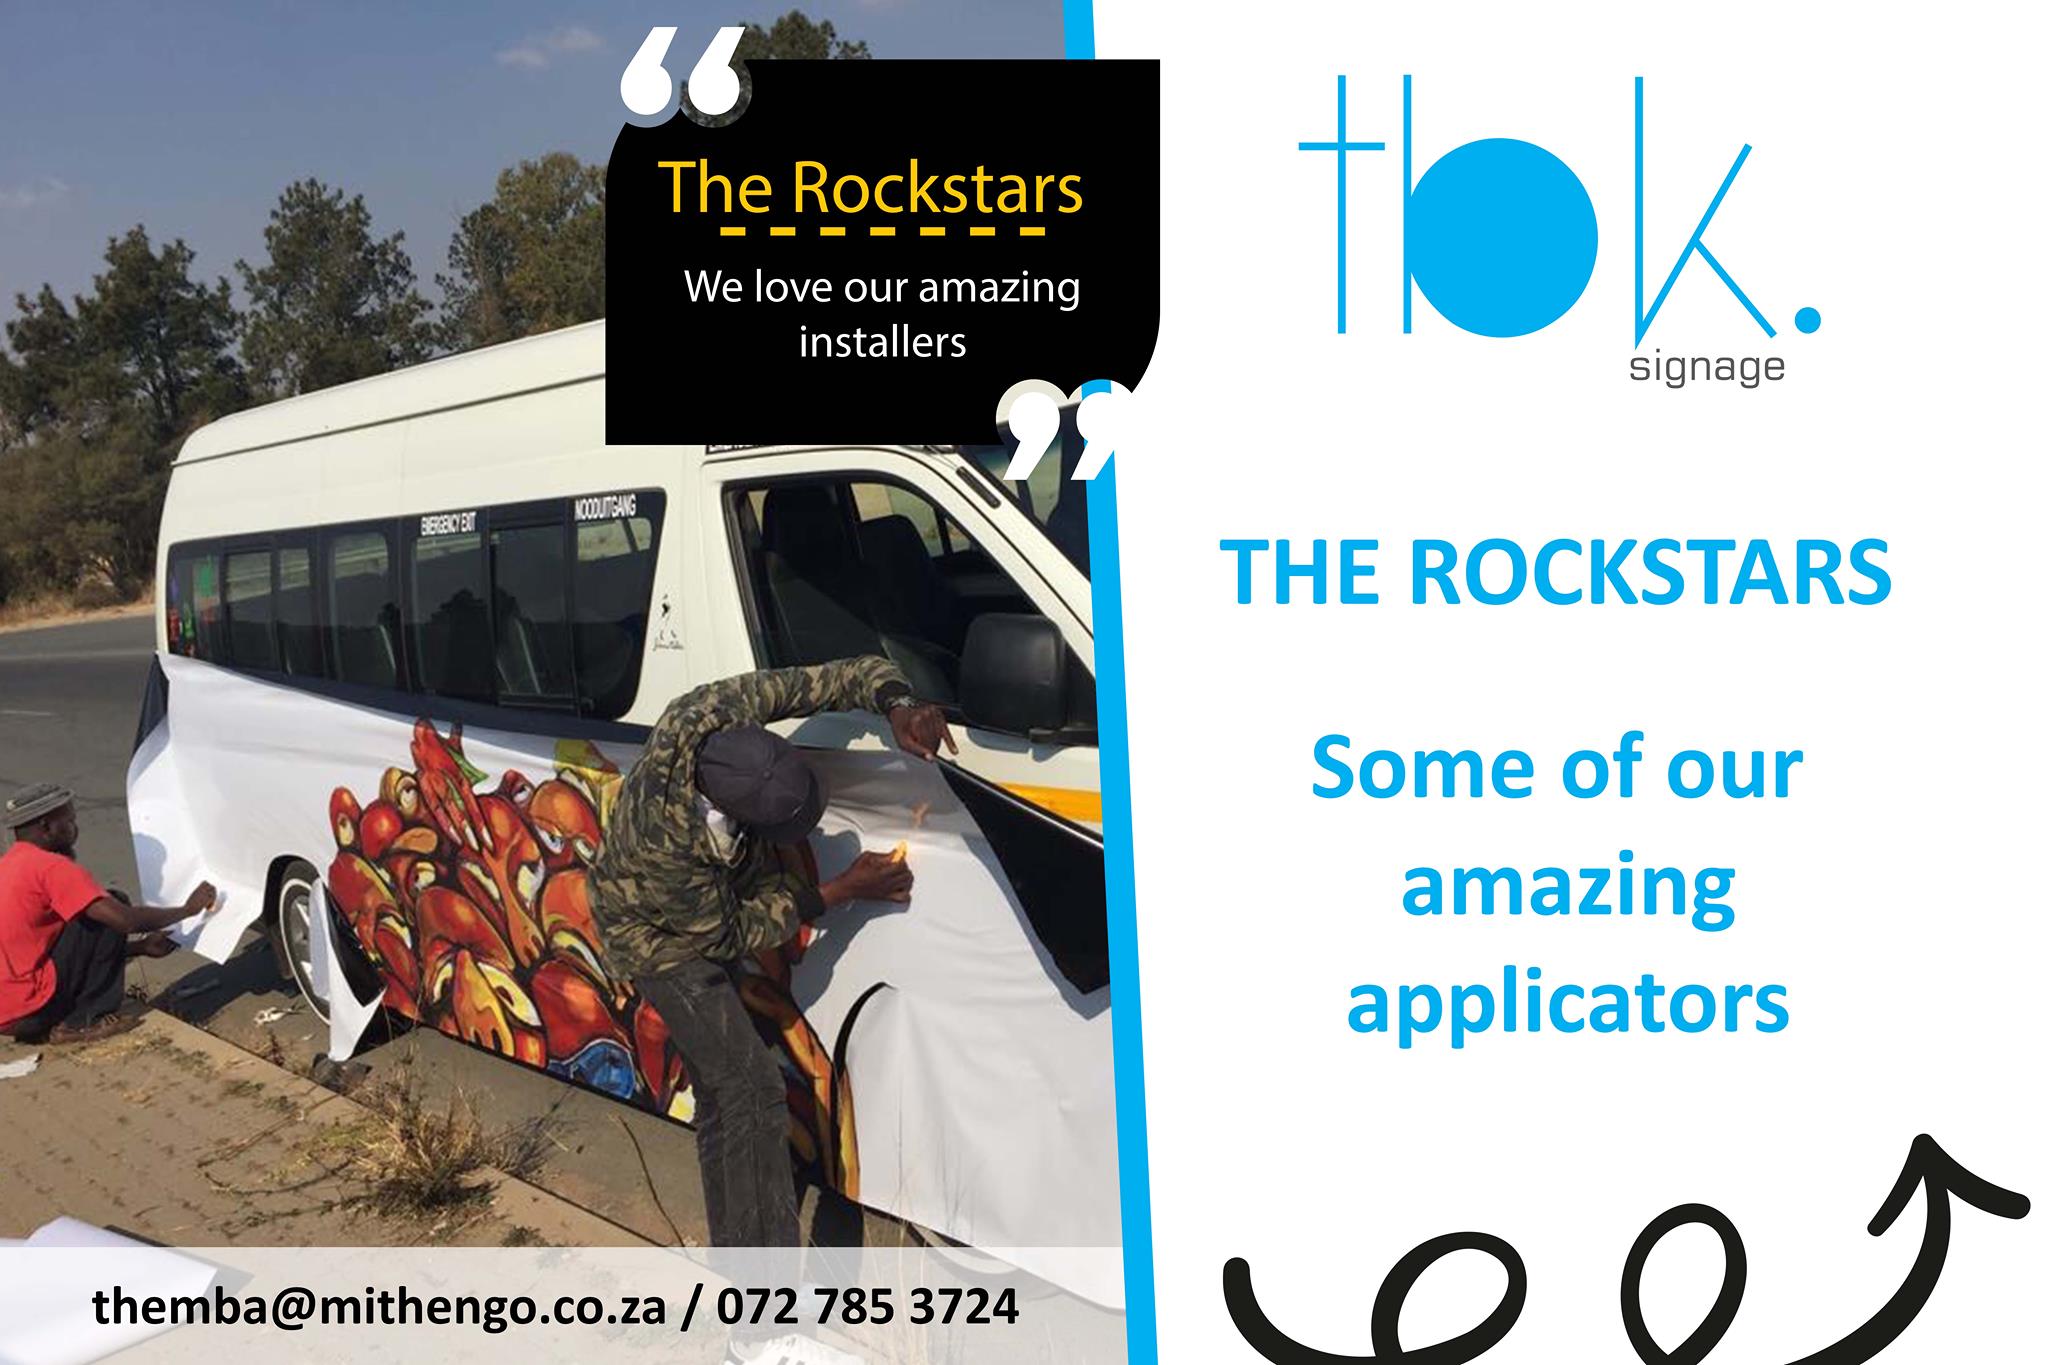 The Rockstars
We love our amazing
installers
EMERGENCY EXIT
NOODUITGANG
themba@mithengo.co.za / 072 785 3724
tbk.
signage
THE ROCKSTARS
Some of our
amazing
applicators